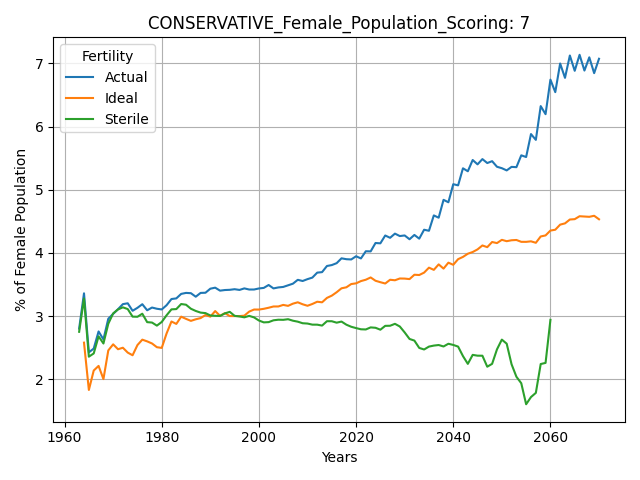 CONSERVATIVE_Female_Population_Scoring: 7
Fertility
Actual
Ideal
Sterile
% of Female Population
7
6
5
4
3
2
1960
1980
2000
2020
2040
2060
Years